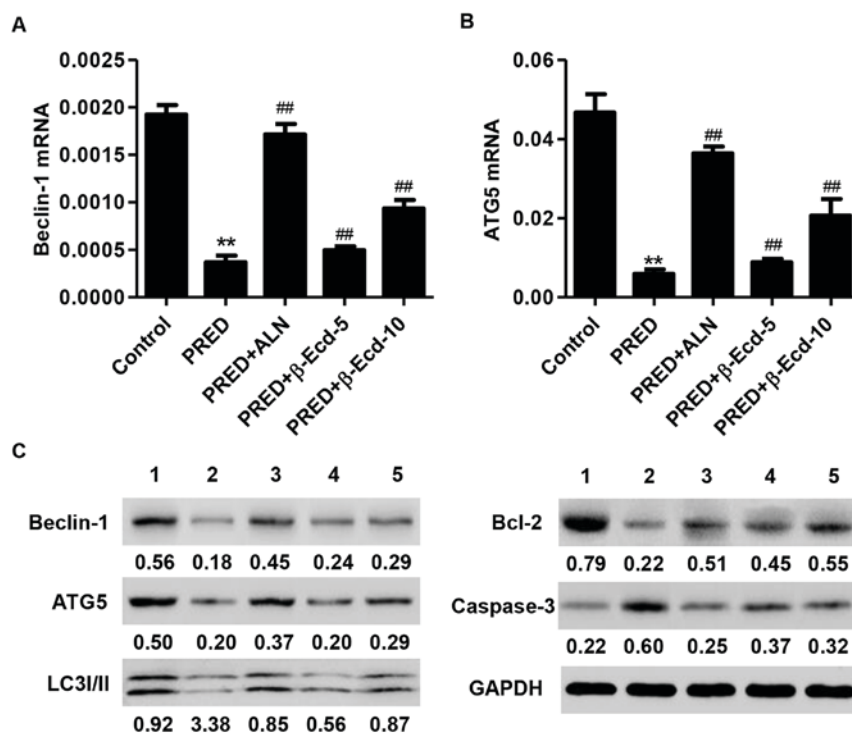 A
Beclin-1 mRNA
0.0025
0.0020
0.0015
0.0010
0.0005
0.0000
**
##
##
##
Control
PRED
PRED+ALN
PRED+β-Ecd-5
PRED+β-Ecd-10
B
ATG5 mRNA
0.06
0.04
0.02
0.00
**
##
##
##
Control
PRED
PRED+ALN
PRED+β-Ecd-5
PRED+β-Ecd-10
C
1 2 3 4 5
Beclin-1
0.56 0.18 0.45 0.24 0.29
ATG5
0.50 0.20 0.37 0.20 0.29
LC3I/II
0.92 3.38 0.85 0.56 0.87
1 2 3 4 5
Bcl-2
0.79 0.22 0.51 0.45 0.55
Caspase-3
0.22 0.60 0.25 0.37 0.32
GAPDH